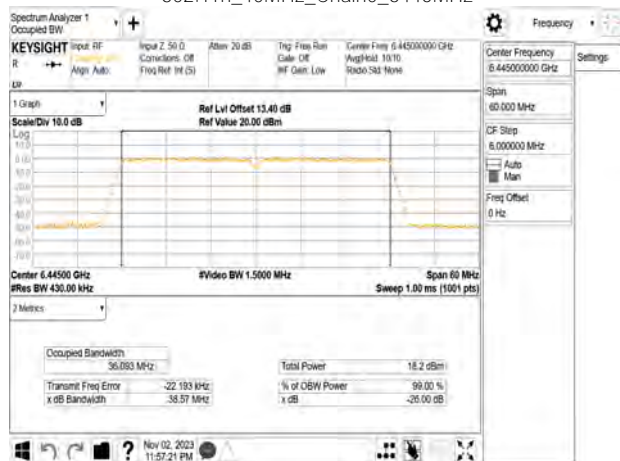 Spectrum Analyzer 1
Occupied BW
Frequency
KEYSIGHT
Input: RF
Align: Auto
Input Z: 50 Ω
Corrections: Off
Freq Ref: Int (S)
Atten: 20 dB
Trig: Free Run
Gate: Off
#IF Gain: Low
Center Freq: 6.445000000 GHz
Avg|Hold: 10/10
Radio Std: None
R
Center Frequency
6.445000000 GHz
Settings
Span
60.000 MHz
CF Step
6.000000 MHz
Auto
Man
Freq Offset
0 Hz
1 Graph
Scale/Div 10.0 dB
Ref Lvl Offset 13.40 dB
Ref Value 20.00 dBm
Log
Center 6.44500 GHz
#Res BW 430.00 kHz
#Video BW 1.5000 MHz
Span 60 MHz
Sweep 1.00 ms (1001 pts)
2 Metrics
Occupied Bandwidth
36.093 MHz
Total Power 18.2 dBm
Transmit Freq Error -22.193 kHz
% of OBW Power 99.00 %
x dB Bandwidth 38.57 MHz
x dB -26.00 dB
Nov 02, 2023
11:57:21 PM